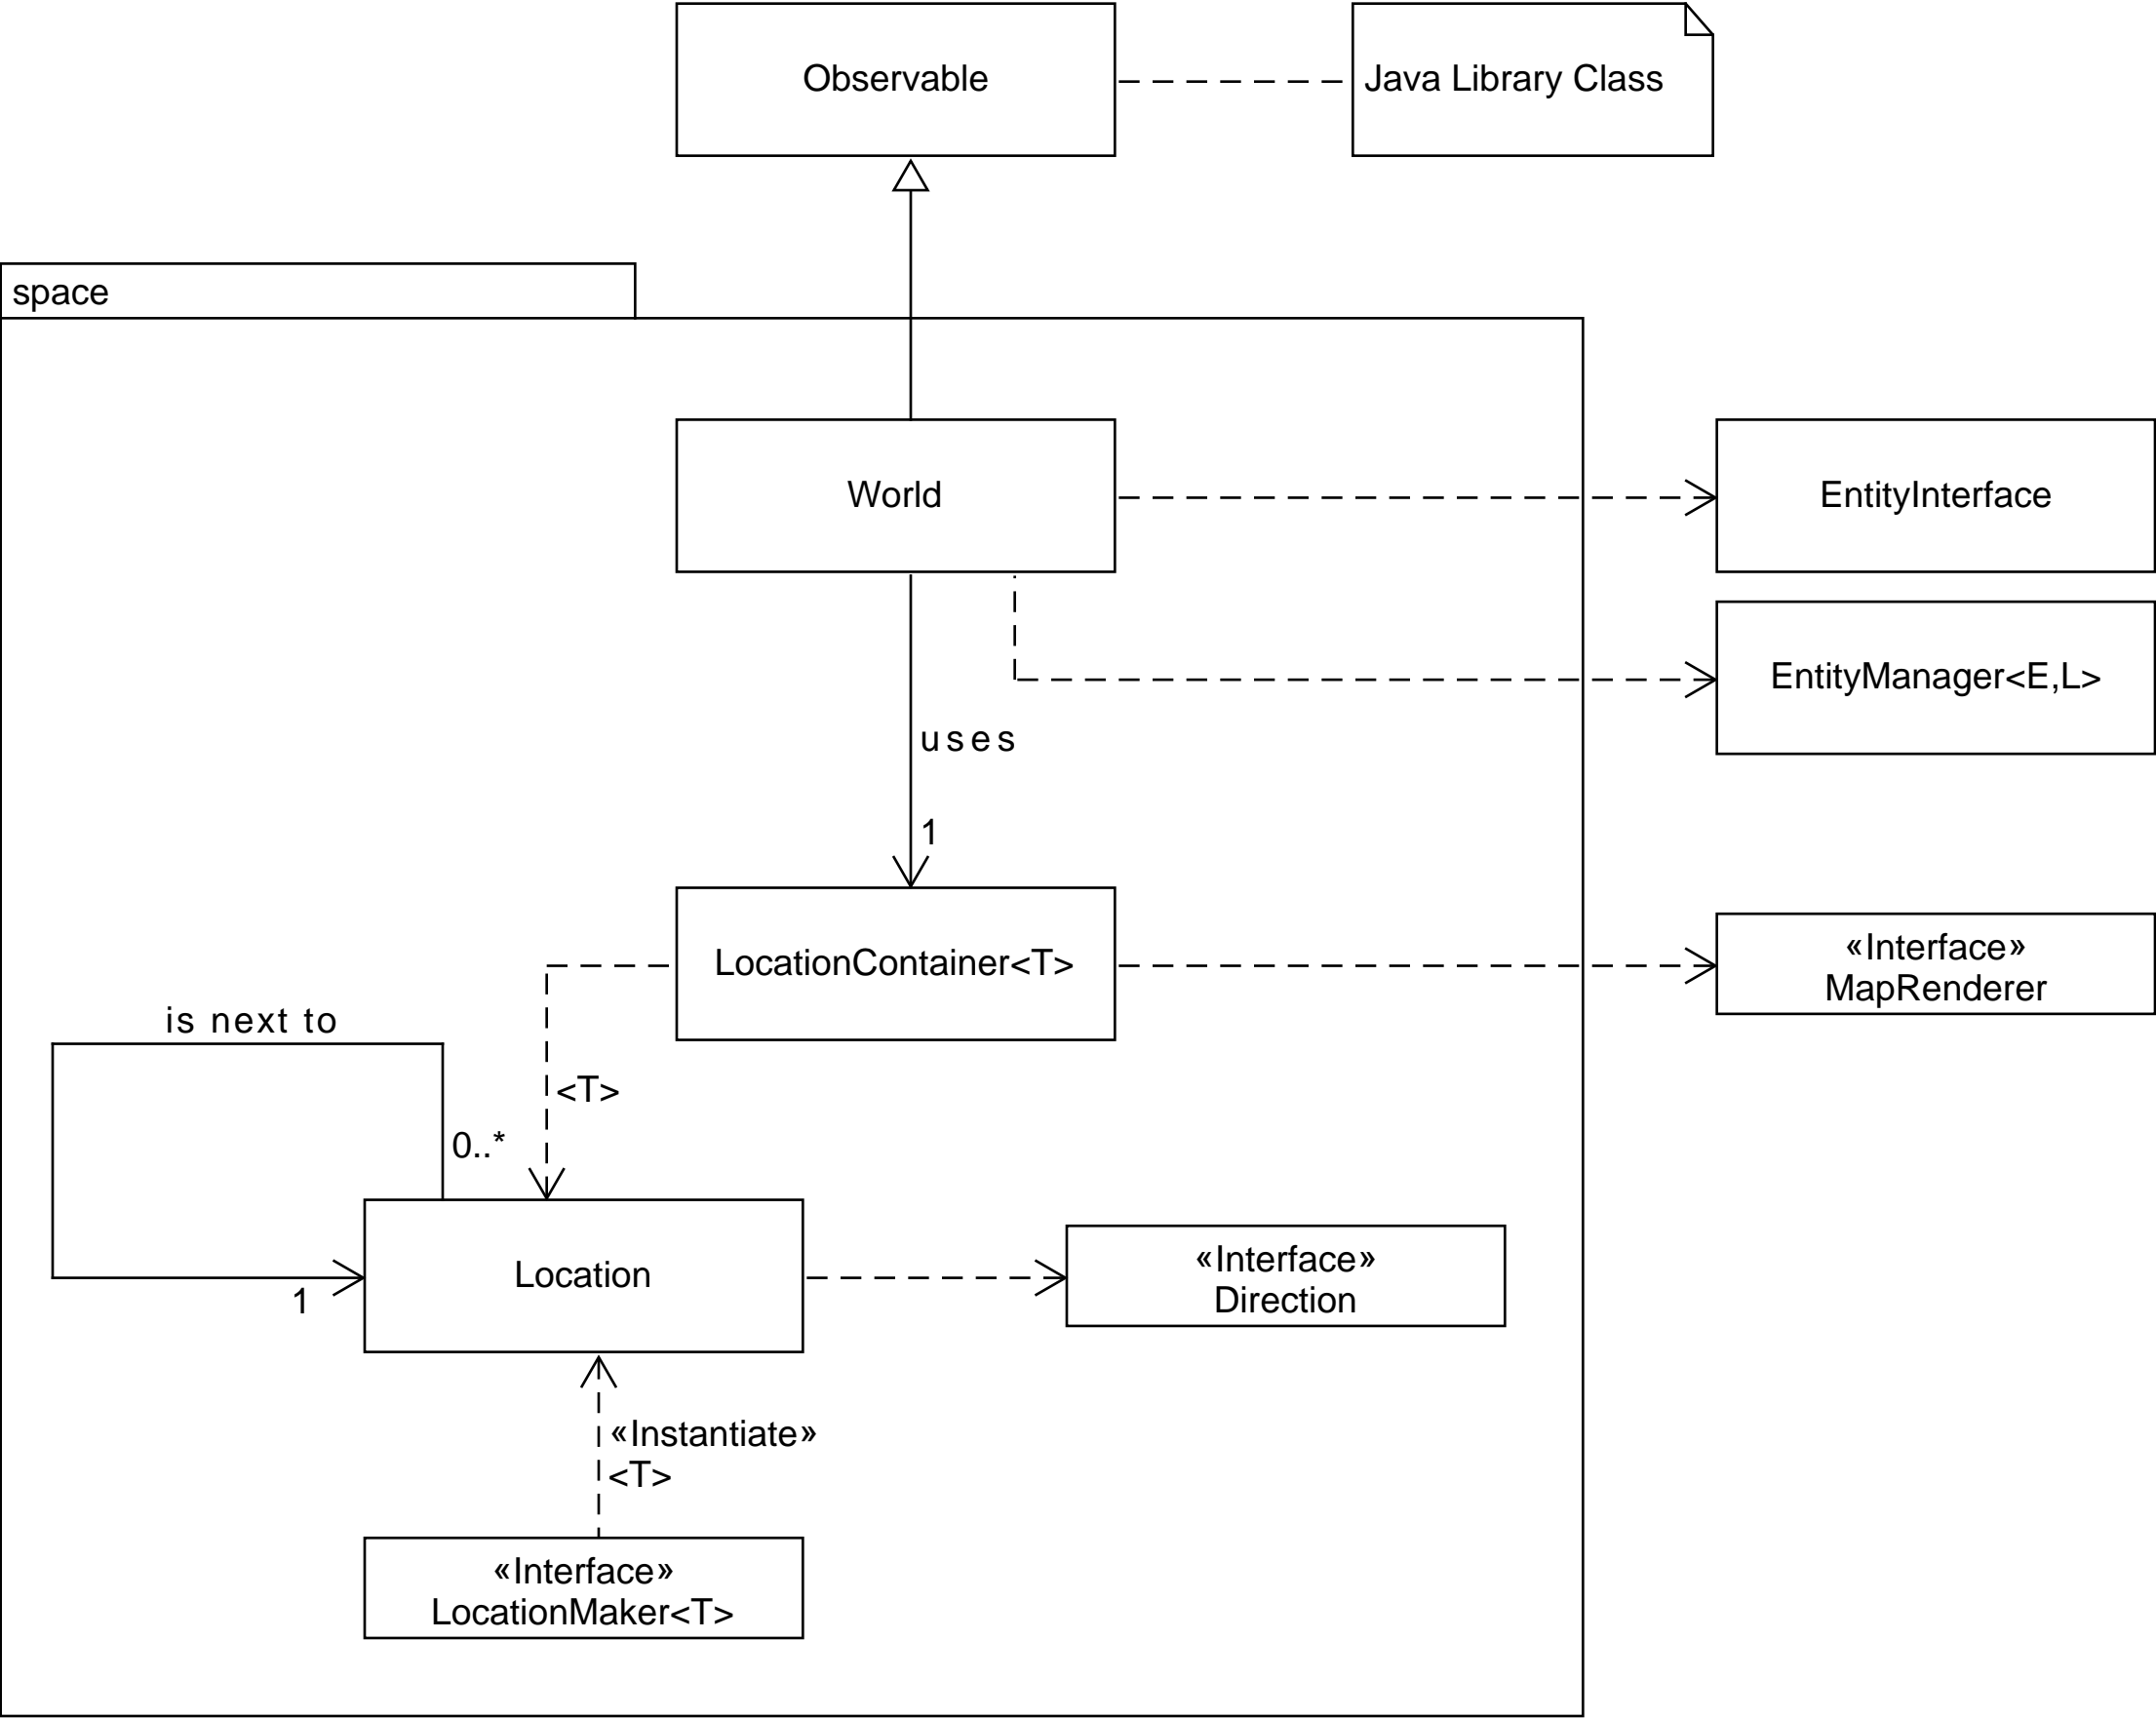 Observable
Java Library Class
space
World
EntityInterface
EntityManager<E,L>
uses
1
LocationContainer<T>
«Interface»
MapRenderer
is next to
<T>
0..*
Location
1
«Interface»
Direction
«Instantiate»
<T>
«Interface»
LocationMaker<T>